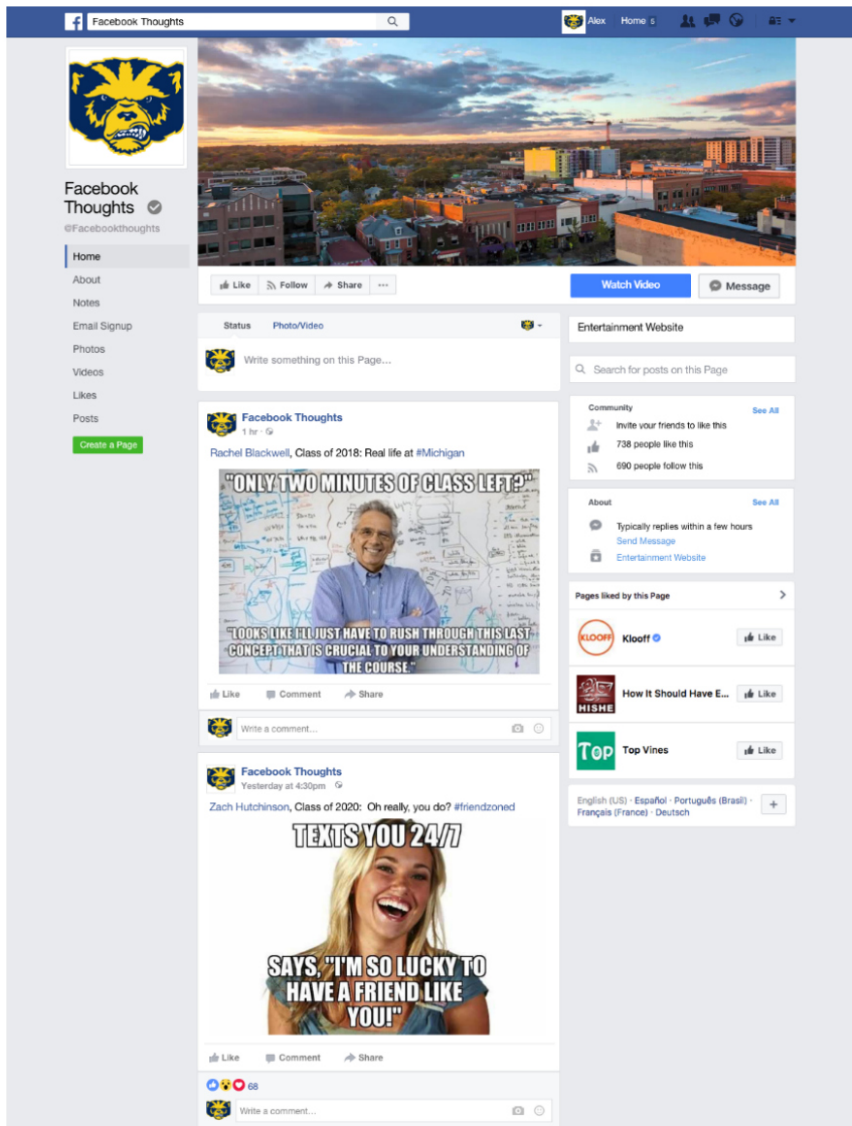 Facebook Thoughts
Alex Home 5
Facebook
Thoughts
@Facebookthoughts
Home
About
Notes
Email Signup
Photos
Videos
Likes
Posts
Create a Page
Like Follow Share ...
Watch Video Message
Status Photo/Video
Write something on this Page...
Facebook Thoughts
1 hr ·
Rachel Blackwell, Class of 2018: Real life at #Michigan
"ONLY TWO MINUTES OF CLASS LEFT?"
"LOOKS LIKE I'LL JUST HAVE TO RUSH THROUGH THIS LAST
CONCEPT THAT IS CRUCIAL TO YOUR UNDERSTANDING OF
THE COURSE."
Like Comment Share
Write a comment...
Facebook Thoughts
Yesterday at 4:30pm
Zach Hutchinson, Class of 2020: Oh really, you do? #friendzoned
TEXTS YOU 24/7
SAYS, "I'M SO LUCKY TO
HAVE A FRIEND LIKE
YOU!"
Like Comment Share
68
Write a comment...
Entertainment Website
Search for posts on this Page
Community See All
Invite your friends to like this
738 people like this
690 people follow this
About See All
Typically replies within a few hours
Send Message
Entertainment Website
Pages liked by this Page
KLOOFF Klooff Like
HISHE How It Should Have E... Like
TOP Top Vines Like
English (US) · Español · Português (Brasil) ·
Français (France) · Deutsch